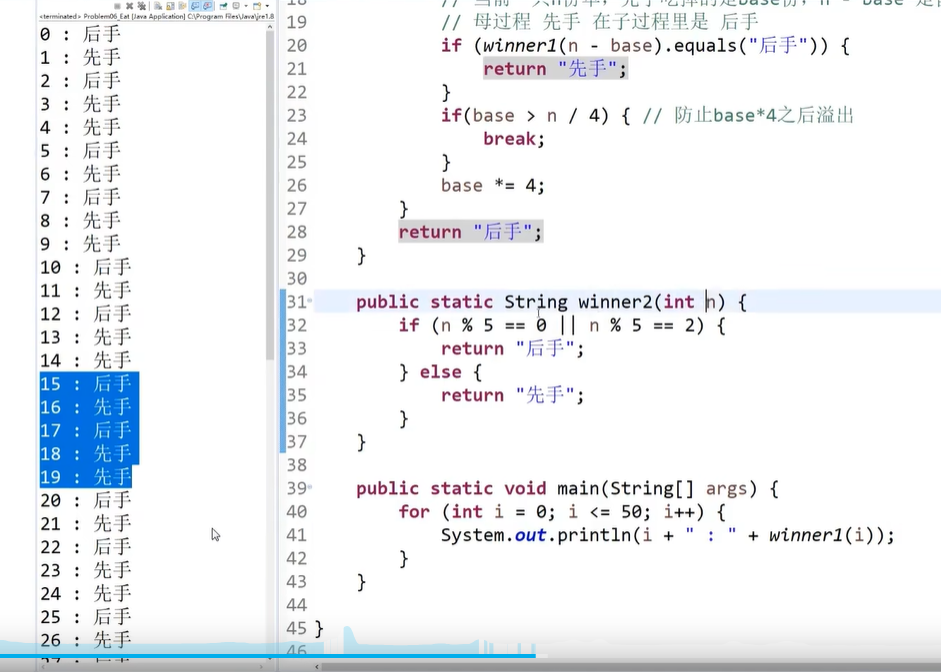 <terminated> Problem06_Eat [Java Application] C:\Program Files\Java\jre1.8
0 : 后手
1 : 先手
2 : 后手
3 : 先手
4 : 先手
5 : 后手
6 : 先手
7 : 后手
8 : 先手
9 : 先手
10 : 后手
11 : 先手
12 : 后手
13 : 先手
14 : 先手
15 : 后手
16 : 先手
17 : 后手
18 : 先手
19 : 先手
20 : 后手
21 : 先手
22 : 后手
23 : 先手
24 : 先手
25 : 后手
26 : 先手
19 // 母过程 先手 在子过程里是 后手
20 if (winner1(n - base).equals("后手")) {
21 return "先手";
22 }
23 if(base > n / 4) { // 防止base*4之后溢出
24 break;
25 }
26 base *= 4;
27 }
28 return "后手";
29 }
30
31 public static String winner2(int n) {
32 if (n % 5 == 0 || n % 5 == 2) {
33 return "后手";
34 } else {
35 return "先手";
36 }
37 }
38
39 public static void main(String[] args) {
40 for (int i = 0; i <= 50; i++) {
41 System.out.println(i + " : " + winner1(i));
42 }
43 }
44
45 }
46